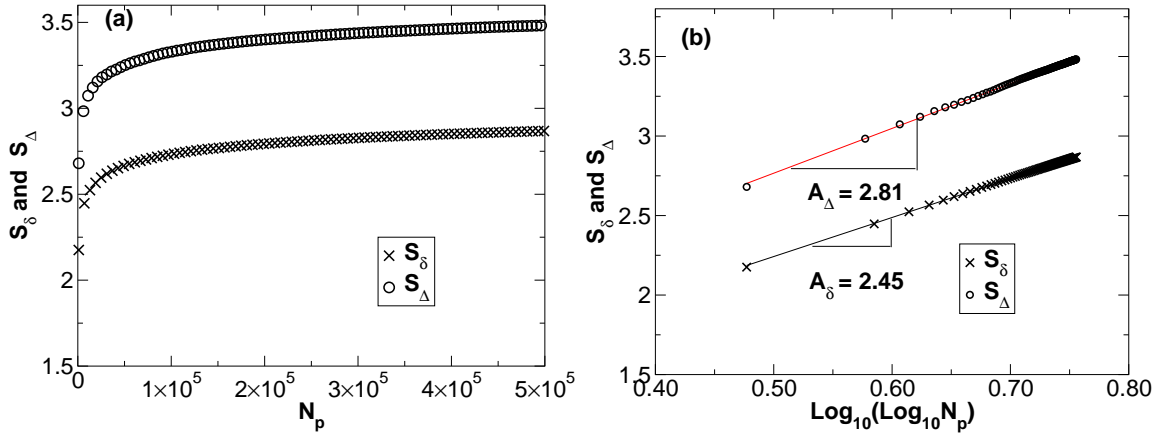 (a)
S_δ and S_Δ
3.5
3
2.5
2
1.5
× S_δ
○ S_Δ
0 1×10^5 2×10^5 3×10^5 4×10^5 5×10^5
N_p
(b)
S_δ and S_Δ
3.5
3
2.5
2
1.5
A_Δ = 2.81
A_δ = 2.45
× S_δ
○ S_Δ
0.40 0.50 0.60 0.70 0.80
Log_10(Log_10N_p)